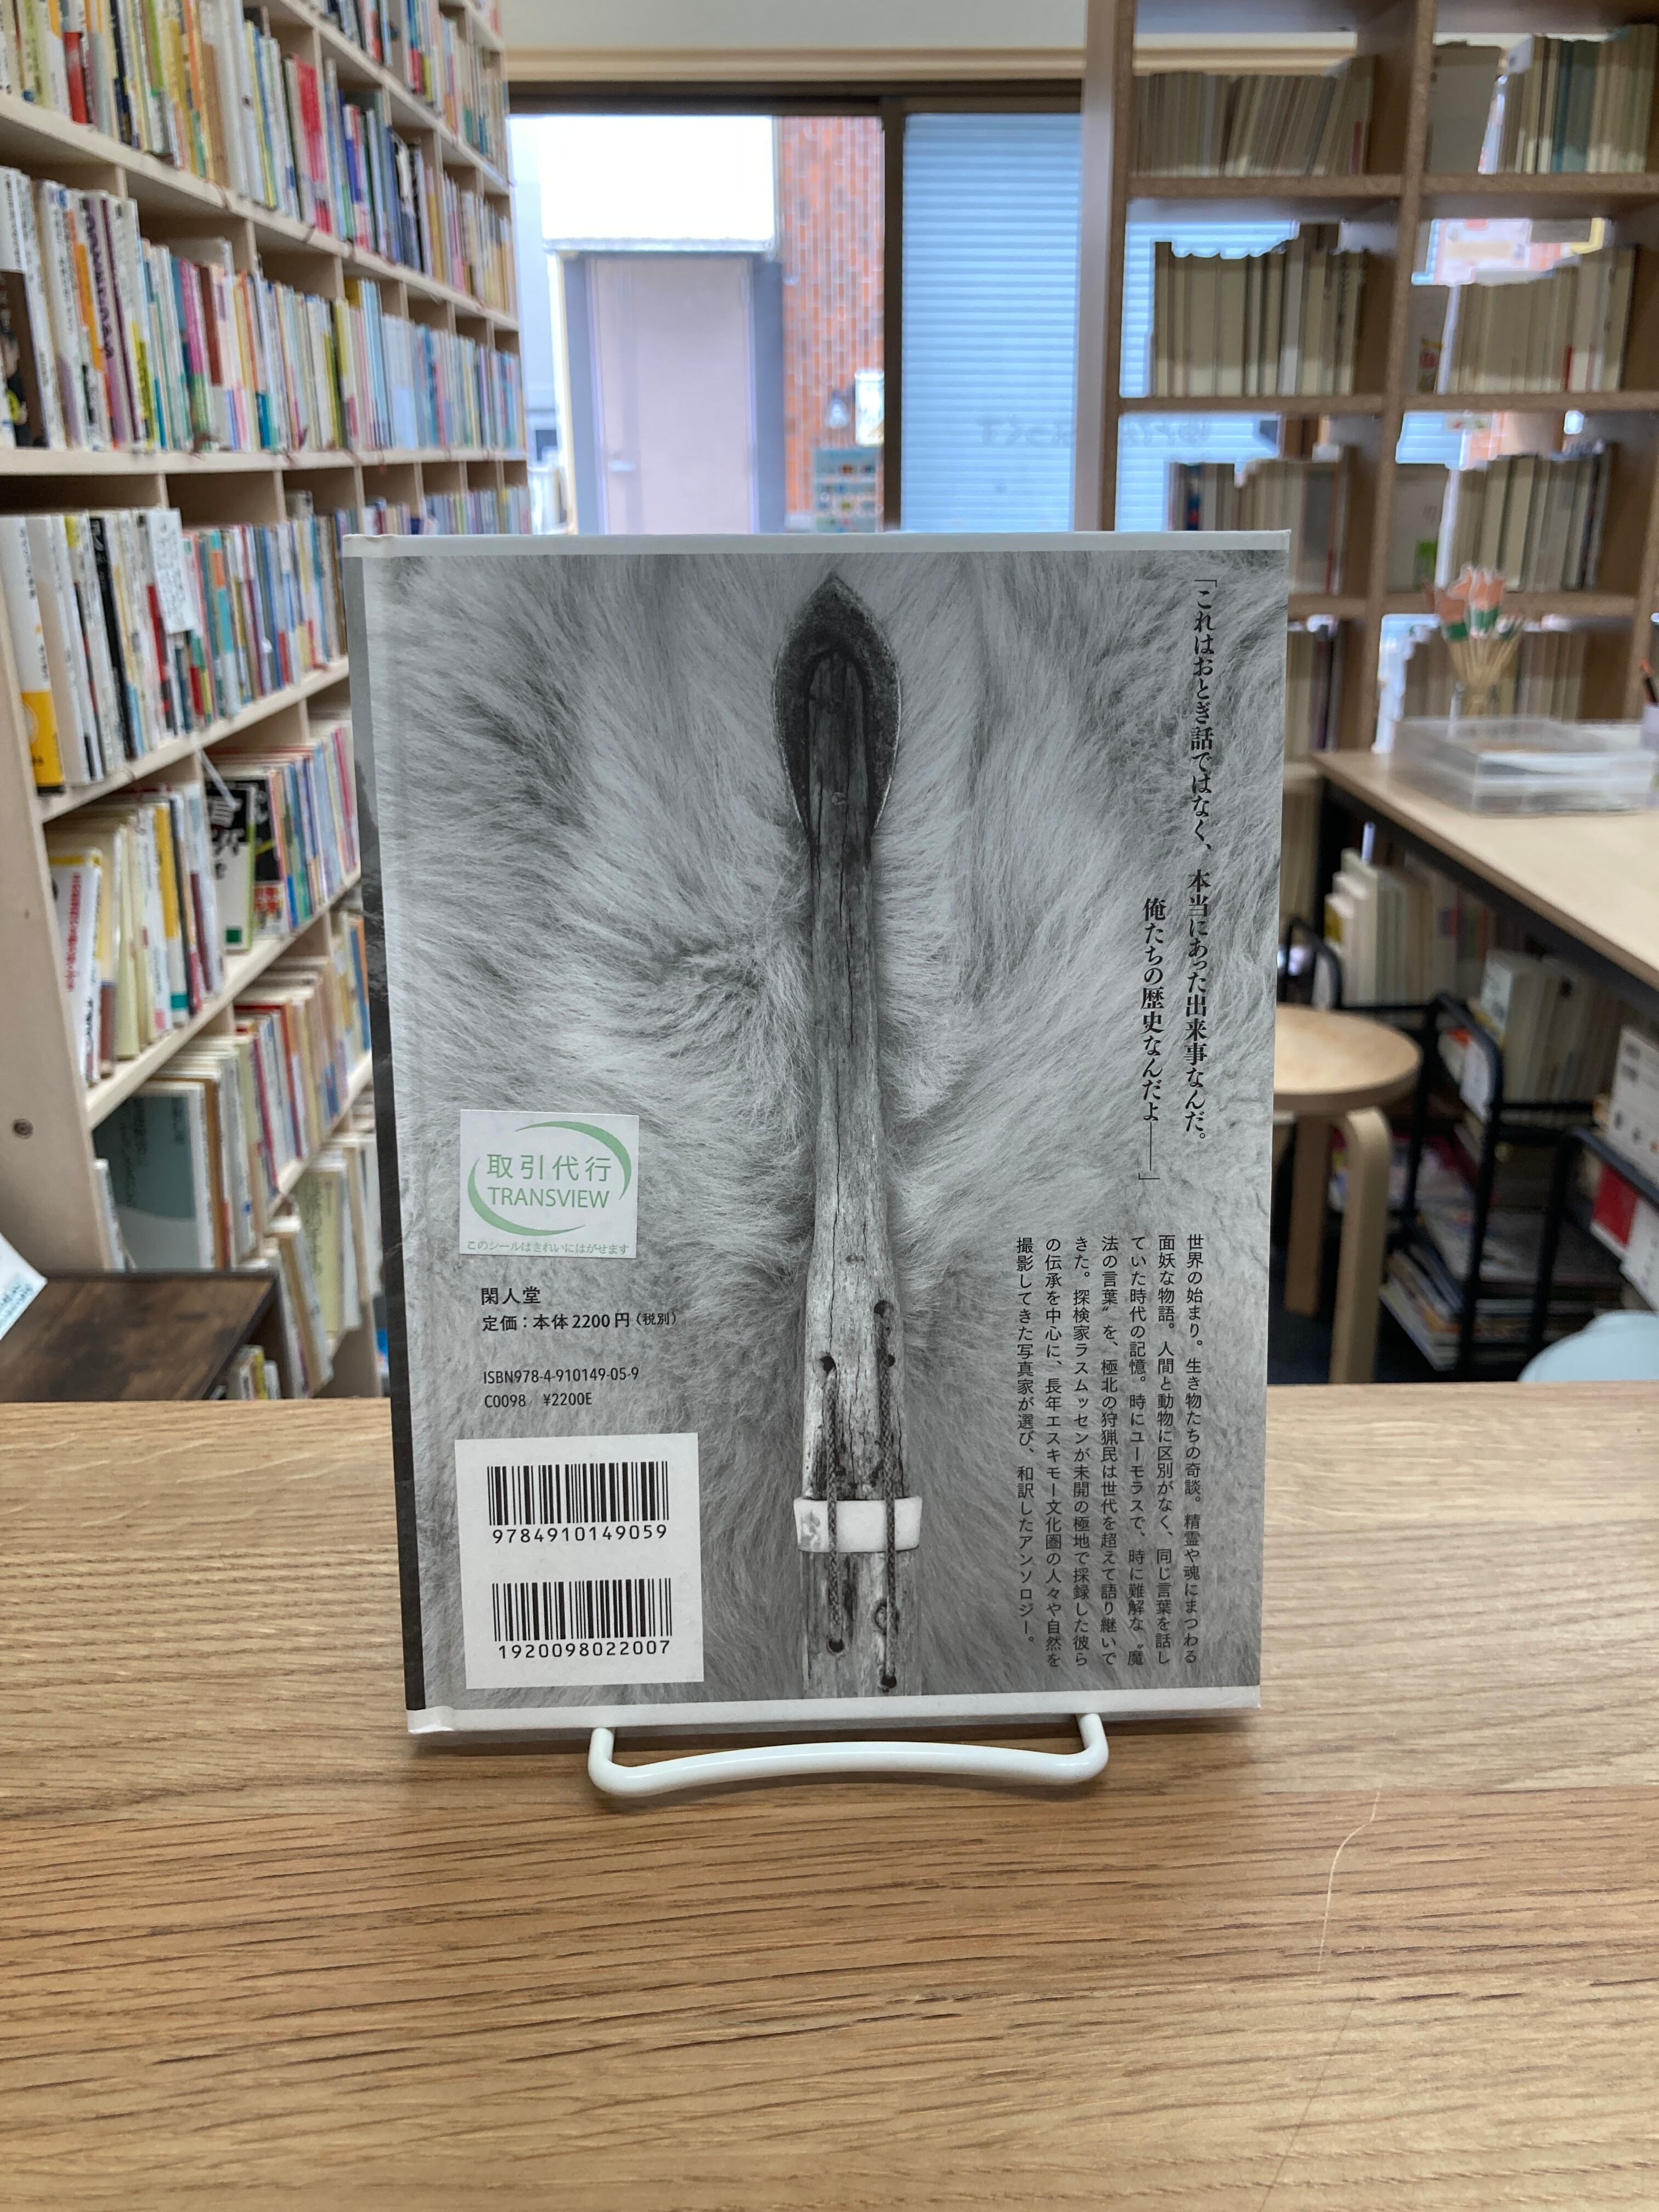 「これはおとぎ話ではなく、本当にあった出来事なんだ。
俺たちの歴史なんだよ――」
世界の始まり。生き物たちの奇談。精霊や魂にまつわる
面妖な物語。人間と動物に区別がなく、同じ言葉を話し
ていた時代の記憶。時にユーモラスで、時に難解な〝魔
法の言葉〟を、極北の狩猟民は世代を超えて語り継いで
きた。探検家ラスムッセンが未開の極地で採録した彼ら
の伝承を中心に、長年エスキモー文化圏の人々や自然を
撮影してきた写真家が選び、和訳したアンソロジー。
取引代行
TRANSVIEW
このシールはきれいにはがせます
閑人堂
定価：本体2200円（税別）
ISBN978-4-910149-05-9
C0098 ¥2200E
9784910149059
1920098022007